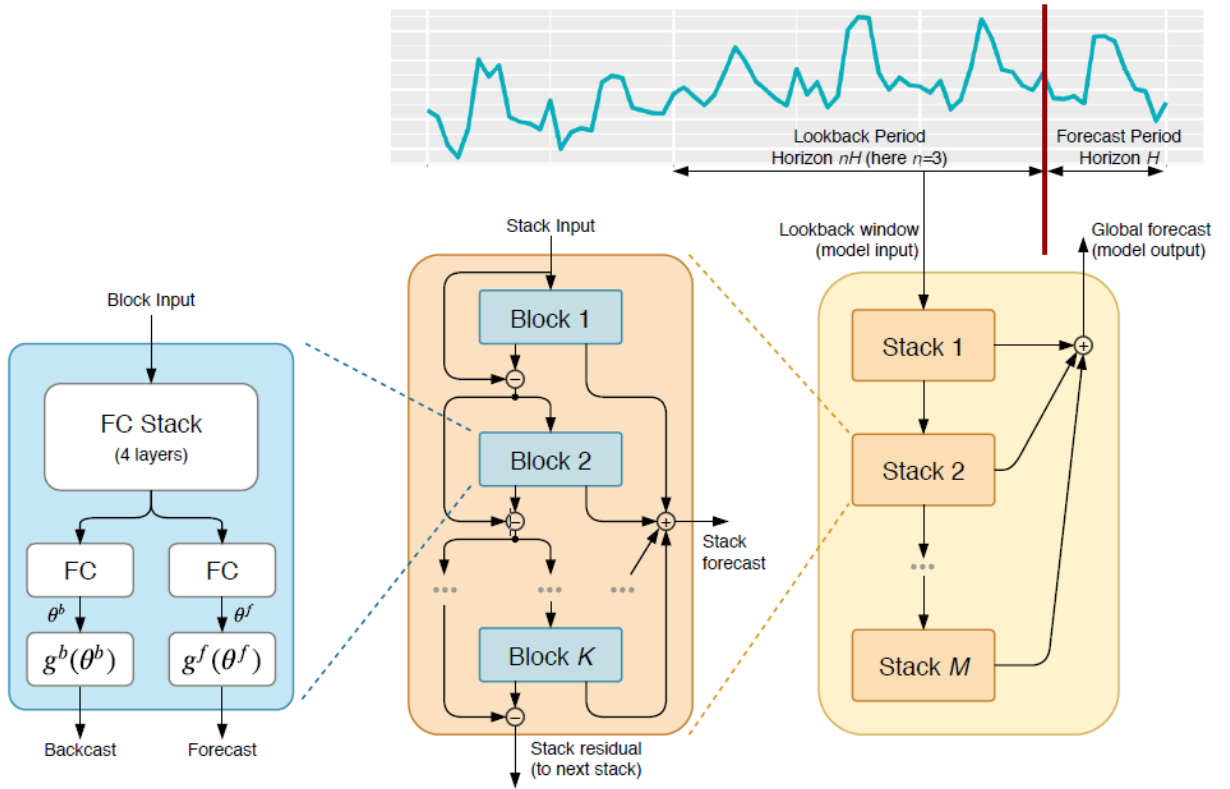 Lookback Period
Horizon nH (here n=3)
Forecast Period
Horizon H
Block Input
FC Stack
(4 layers)
FC
FC
θᵇ
θᶠ
gᵇ(θᵇ)
gᶠ(θᶠ)
Backcast
Forecast
Stack Input
Block 1
−
Block 2
−
+
Stack
forecast
•••
•••
•••
Block K
−
Stack residual
(to next stack)
Lookback window
(model input)
Global forecast
(model output)
Stack 1
+
Stack 2
•••
Stack M